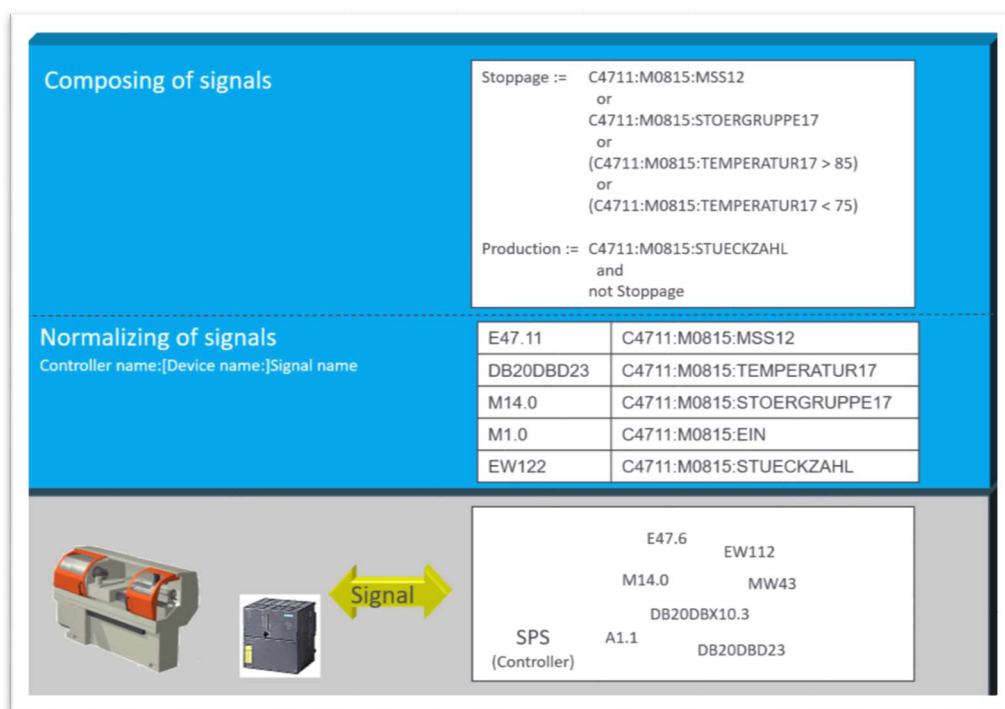 Composing of signals
Stoppage := C4711:M0815:MSS12
or
C4711:M0815:STOERGRUPPE17
or
(C4711:M0815:TEMPERATUR17 > 85)
or
(C4711:M0815:TEMPERATUR17 < 75)
Production := C4711:M0815:STUECKZAHL
and
not Stoppage
Normalizing of signals
Controller name:[Device name:]Signal name
E47.11 C4711:M0815:MSS12
DB20DBD23 C4711:M0815:TEMPERATUR17
M14.0 C4711:M0815:STOERGRUPPE17
M1.0 C4711:M0815:EIN
EW122 C4711:M0815:STUECKZAHL
Signal
E47.6
EW112
M14.0
MW43
DB20DBX10.3
SPS
(Controller)
A1.1
DB20DBD23